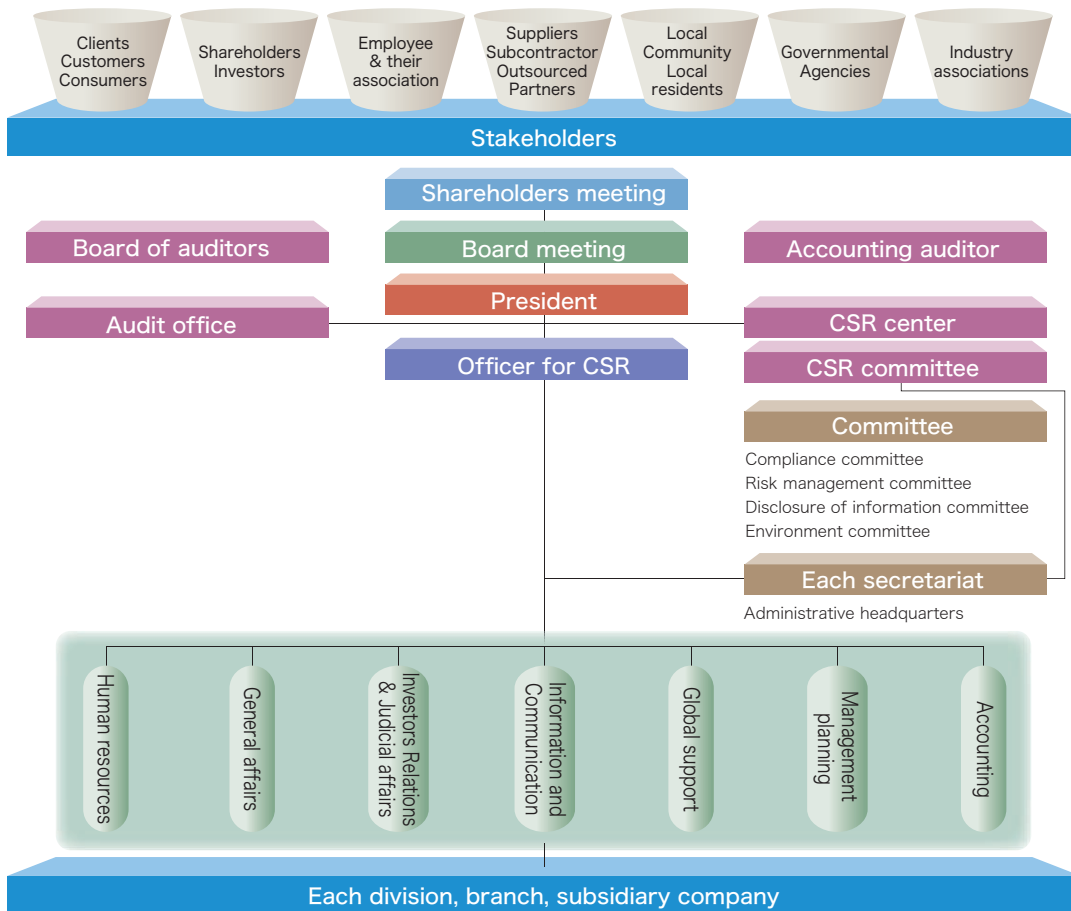 Clients
Customers
Consumers
Shareholders
Investors
Employee
& their
association
Suppliers
Subcontractor
Outsourced
Partners
Local
Community
Local
residents
Governmental
Agencies
Industry
associations
Stakeholders
Shareholders meeting
Board of auditors
Board meeting
Accounting auditor
President
Audit office
CSR center
Officer for CSR
CSR committee
Committee
Compliance committee
Risk management committee
Disclosure of information committee
Environment committee
Each secretariat
Administrative headquarters
Human resources
General affairs
Investors Relations
& Judicial affairs
Information and
Communication
Global support
Management
planning
Accounting
Each division, branch, subsidiary company